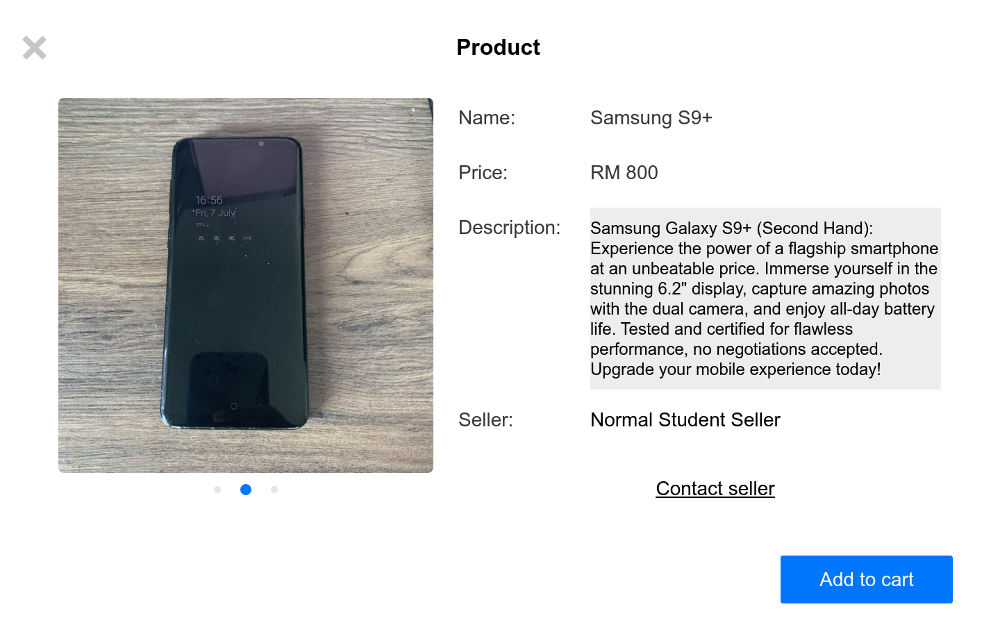 Product
Name: Samsung S9+
Price: RM 800
Description: Samsung Galaxy S9+ (Second Hand):
Experience the power of a flagship smartphone
at an unbeatable price. Immerse yourself in the
stunning 6.2" display, capture amazing photos
with the dual camera, and enjoy all-day battery
life. Tested and certified for flawless
performance, no negotiations accepted.
Upgrade your mobile experience today!
Seller: Normal Student Seller
Contact seller
Add to cart
16:56
Fri, 7 July
25%
+19